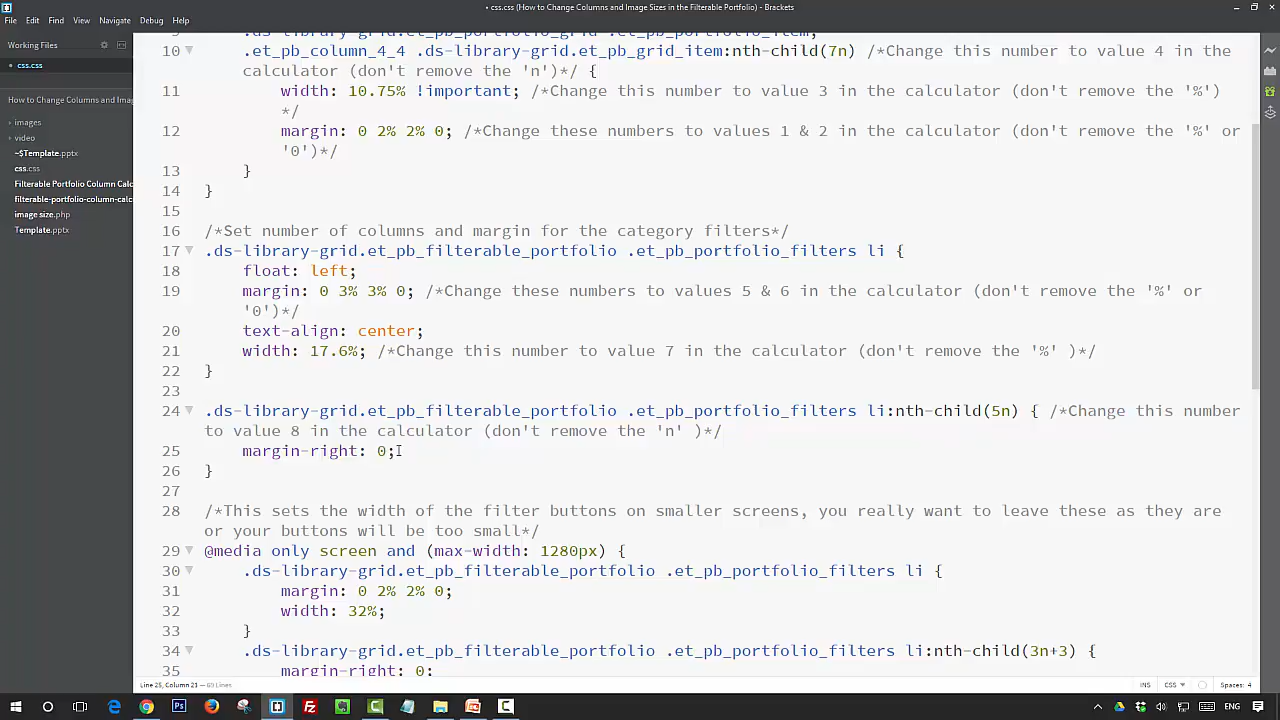 • css.css (How to Change Columns and Image Sizes in the Filterable Portfolio) - Brackets
File Edit Find View Navigate Debug Help
Working Files
css.css
How to Change Columns and Imag
images
video
~$Template.pptx
css.css
Filterable Portfolio Column Calc
filterable-portfolio-column-calc
image size.php
Template.pptx
10 .et_pb_column_4_4 .ds-library-grid.et_pb_grid_item:nth-child(7n) /*Change this number to value 4 in the
calculator (don't remove the 'n')*/ {
11 width: 10.75% !important; /*Change this number to value 3 in the calculator (don't remove the '%')
*/
12 margin: 0 2% 2% 0; /*Change these numbers to values 1 & 2 in the calculator (don't remove the '%' or
'0')*/
13 }
14 }
15
16 /*Set number of columns and margin for the category filters*/
17 .ds-library-grid.et_pb_filterable_portfolio .et_pb_portfolio_filters li {
18 float: left;
19 margin: 0 3% 3% 0; /*Change these numbers to values 5 & 6 in the calculator (don't remove the '%' or
'0')*/
20 text-align: center;
21 width: 17.6%; /*Change this number to value 7 in the calculator (don't remove the '%' )*/
22 }
23
24 .ds-library-grid.et_pb_filterable_portfolio .et_pb_portfolio_filters li:nth-child(5n) { /*Change this number
to value 8 in the calculator (don't remove the 'n' )*/
25 margin-right: 0;
26 }
27
28 /*This sets the width of the filter buttons on smaller screens, you really want to leave these as they are
or your buttons will be too small*/
29 @media only screen and (max-width: 1280px) {
30 .ds-library-grid.et_pb_filterable_portfolio .et_pb_portfolio_filters li {
31 margin: 0 2% 2% 0;
32 width: 32%;
33 }
34 .ds-library-grid.et_pb_filterable_portfolio .et_pb_portfolio_filters li:nth-child(3n+3) {
35 margin-right: 0;
Line 25, Column 21 — 60 Lines
INS CSS Spaces: 4
ENG